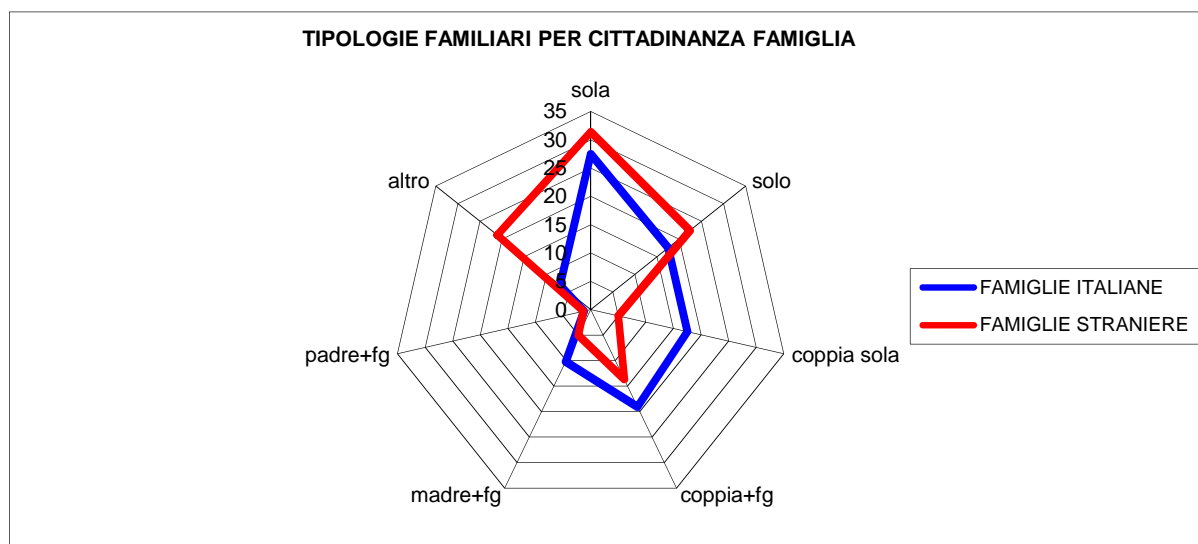 TIPOLOGIE FAMILIARI PER CITTADINANZA FAMIGLIA
sola
35
30
25
20
15
10
5
0
solo
coppia sola
coppia+fg
madre+fg
padre+fg
altro
FAMIGLIE ITALIANE
FAMIGLIE STRANIERE